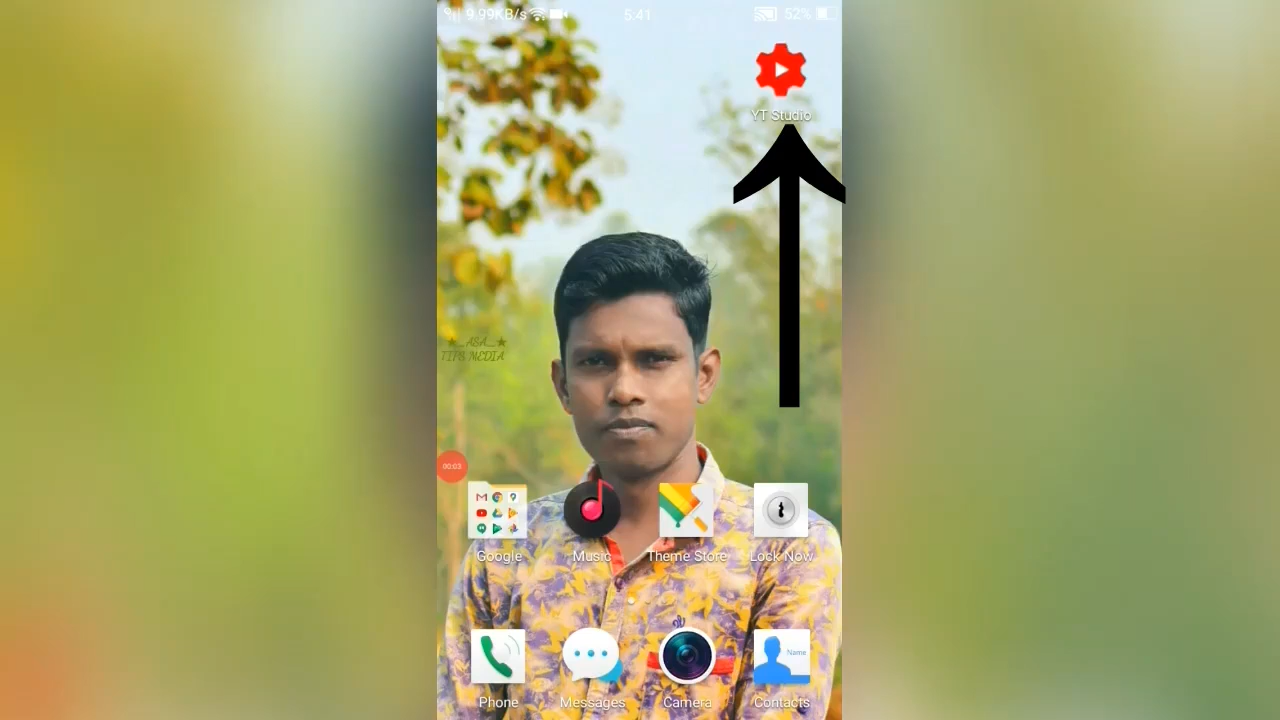 9.99KB/s
5:41
52%
YT Studio
★_ASA_★
TIPS MEDIA
00:03
Google
Music
Theme Store
Lock Now
Name
Phone
Messages
Camera
Contacts